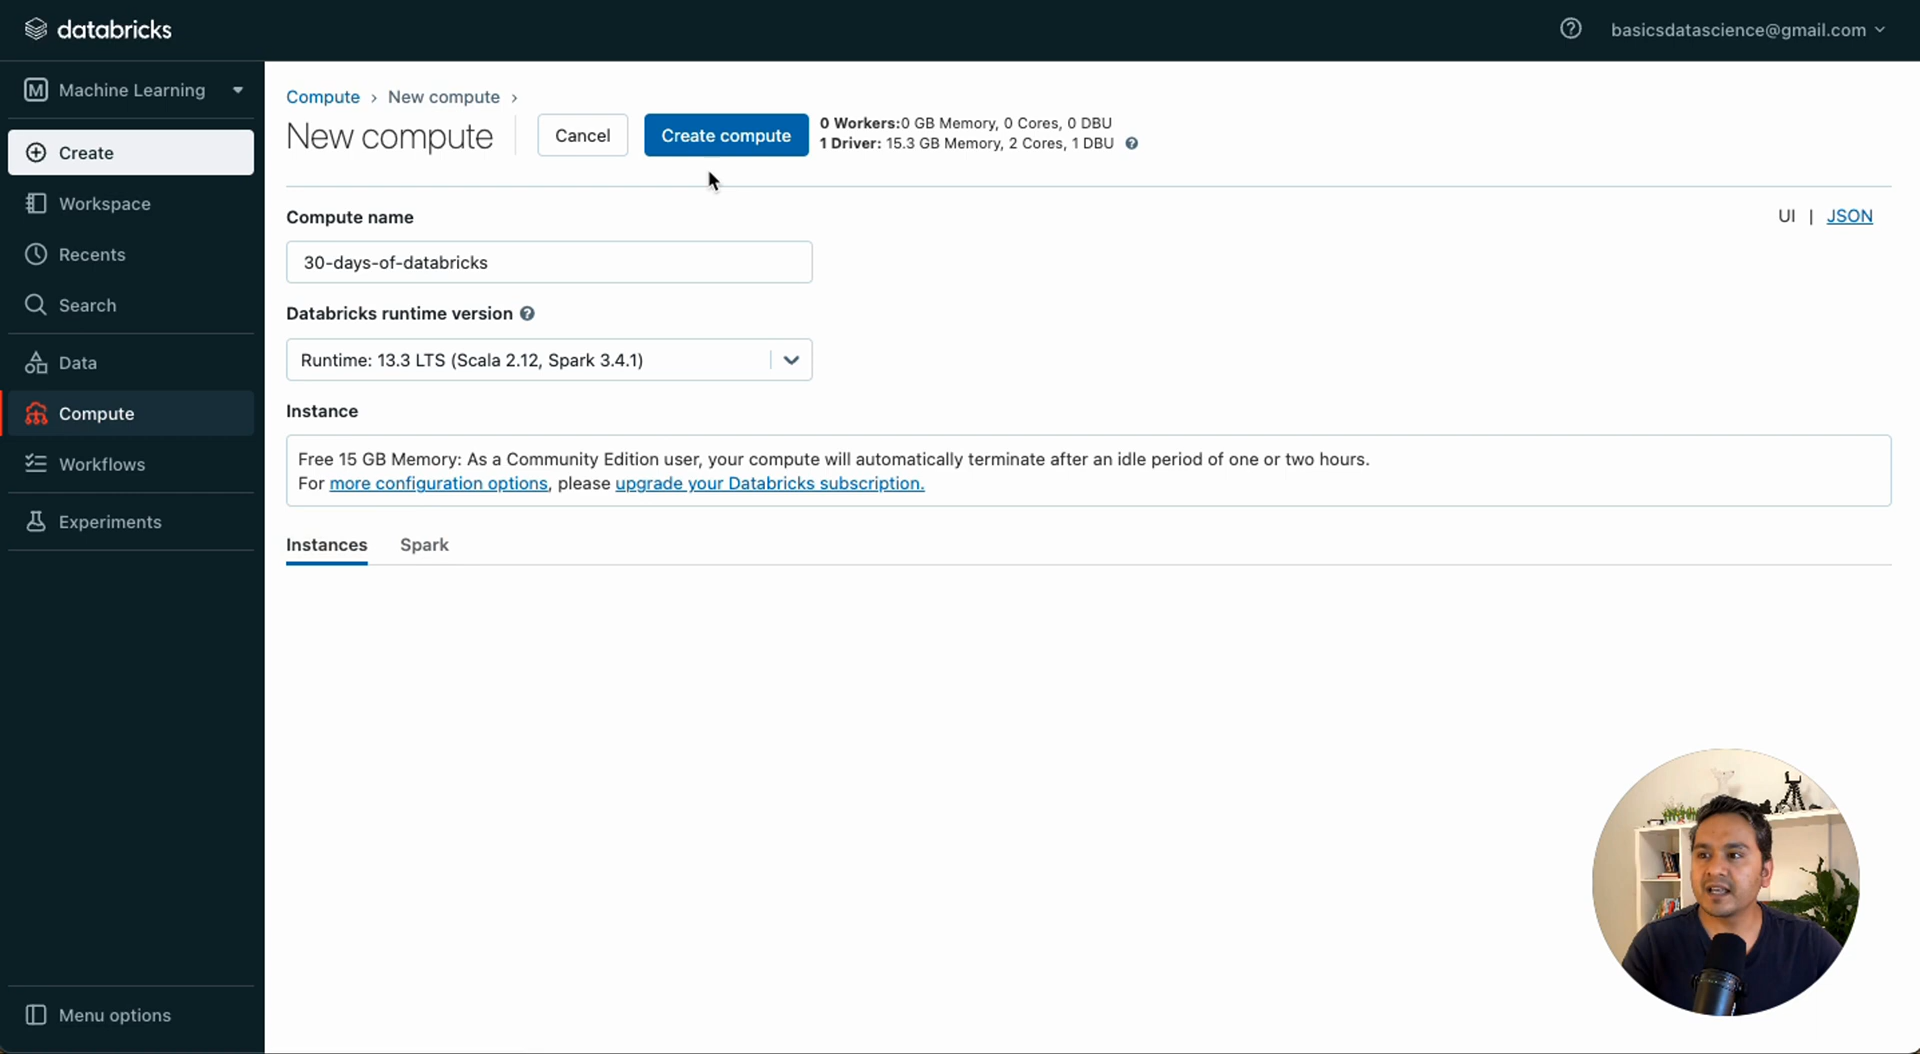 databricks
basicsdatascience@gmail.com
M Machine Learning
Create
Workspace
Recents
Search
Data
Compute
Workflows
Experiments
Menu options
Compute › New compute ›
New compute
Cancel
Create compute
0 Workers:0 GB Memory, 0 Cores, 0 DBU
1 Driver: 15.3 GB Memory, 2 Cores, 1 DBU ?
UI | JSON
Compute name
30-days-of-databricks
Databricks runtime version ?
Runtime: 13.3 LTS (Scala 2.12, Spark 3.4.1)
Instance
Free 15 GB Memory: As a Community Edition user, your compute will automatically terminate after an idle period of one or two hours.
For more configuration options, please upgrade your Databricks subscription.
Instances Spark